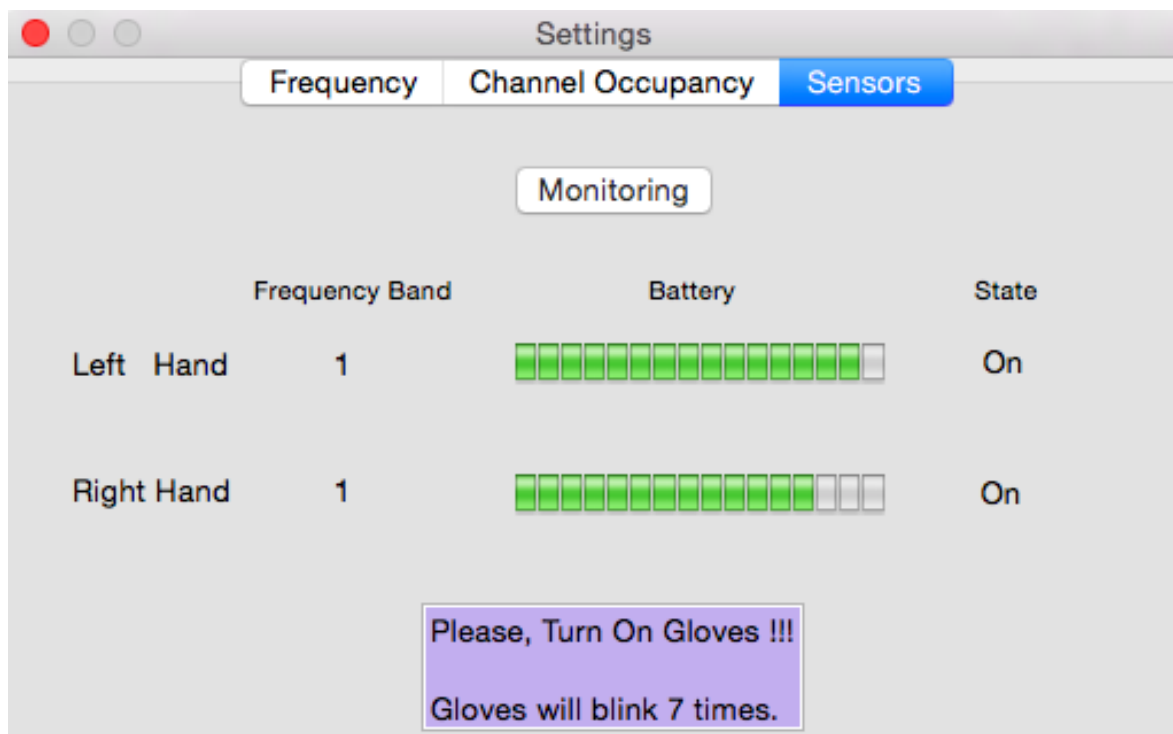 Settings
Frequency Channel Occupancy Sensors
Monitoring
Frequency Band Battery State
Left Hand 1 On
Right Hand 1 On
Please, Turn On Gloves !!!
Gloves will blink 7 times.